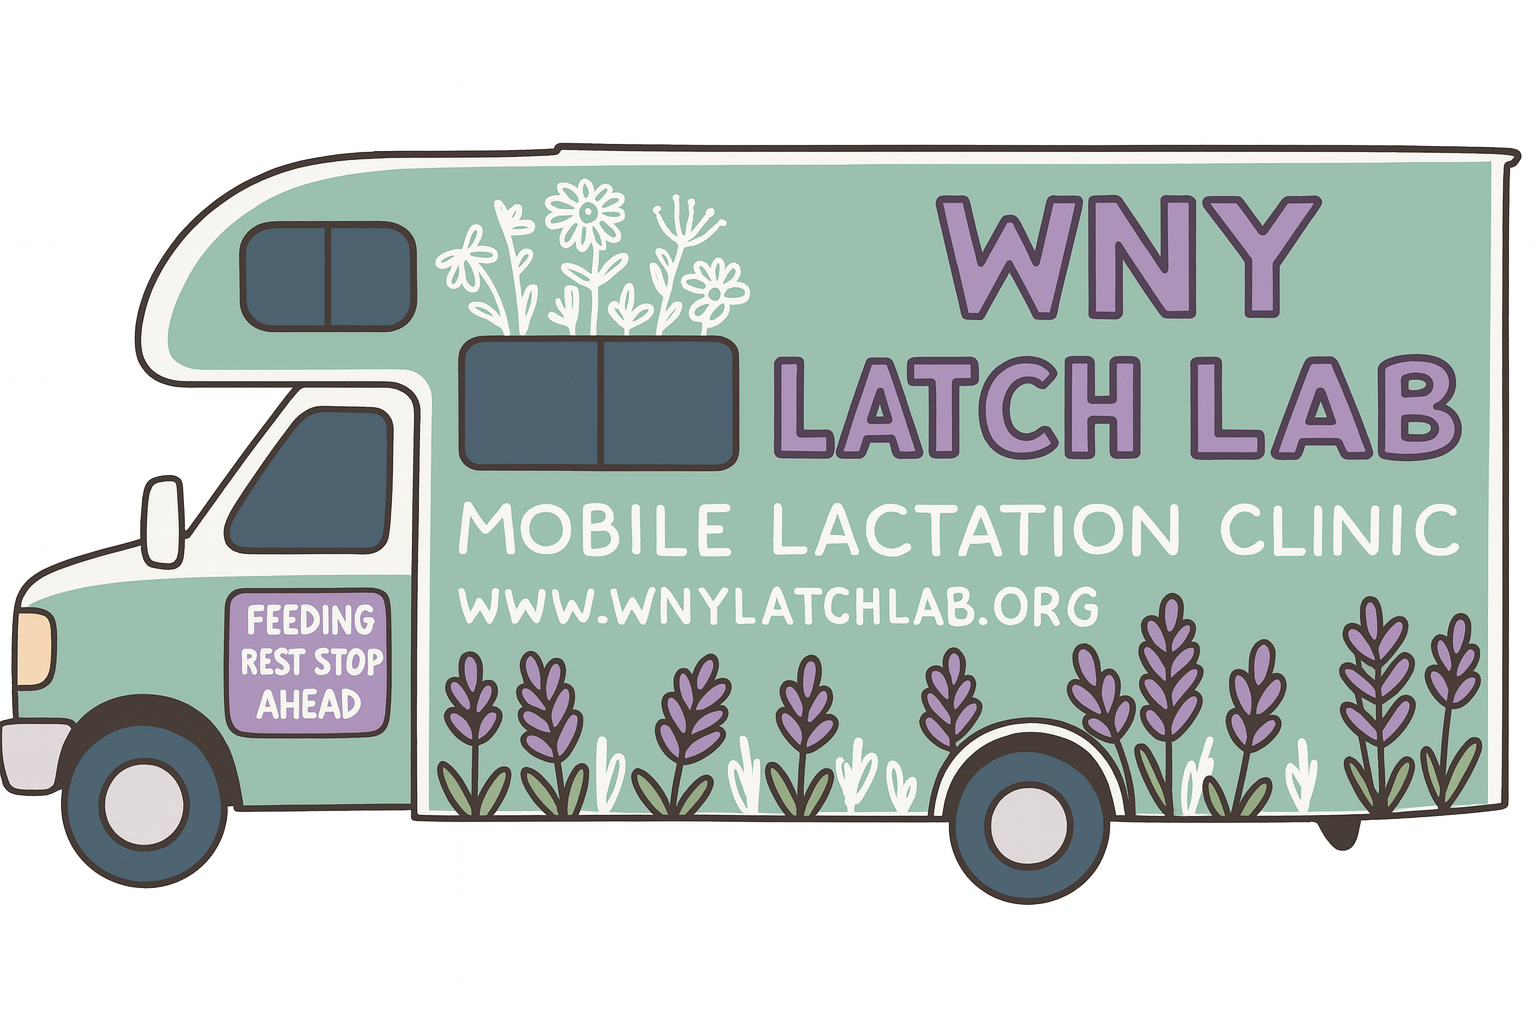 WNY
LATCH LAB
MOBILE LACTATION CLINIC
WWW.WNYLATCHLAB.ORG
FEEDING
REST STOP
AHEAD